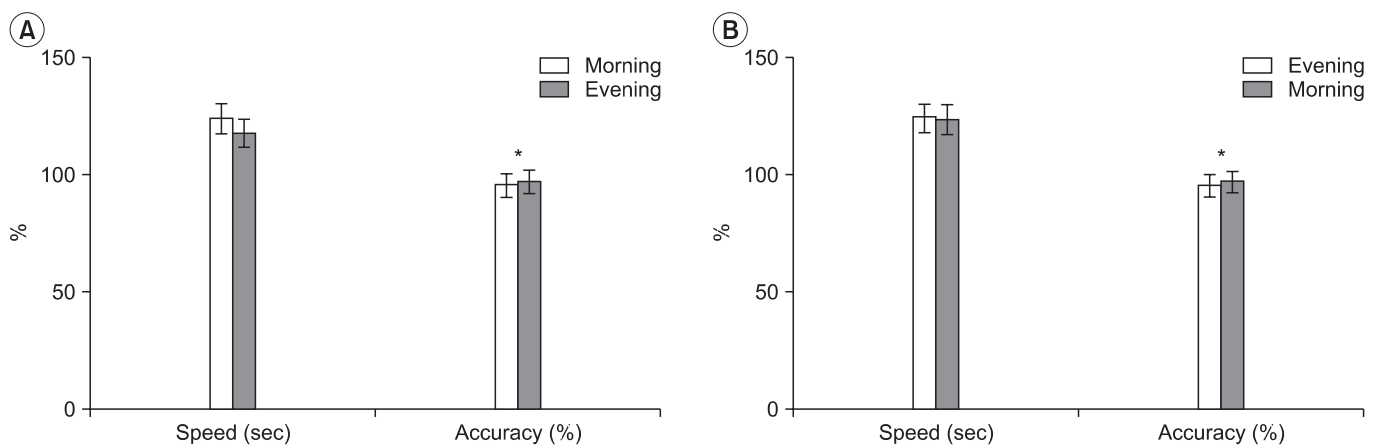 A
150
100
50
0
%
Morning
Evening
*
Speed (sec)
Accuracy (%)
B
150
100
50
0
%
Evening
Morning
*
Speed (sec)
Accuracy (%)